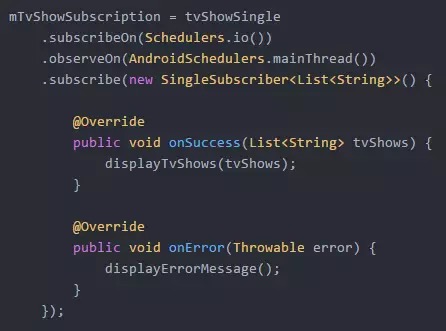 mTvShowSubscription = tvShowSingle
    .subscribeOn(Schedulers.io())
    .observeOn(AndroidSchedulers.mainThread())
    .subscribe(new SingleSubscriber<List<String>>() {

        @Override
        public void onSuccess(List<String> tvShows) {
            displayTvShows(tvShows);
        }

        @Override
        public void onError(Throwable error) {
            displayErrorMessage();
        }
    });